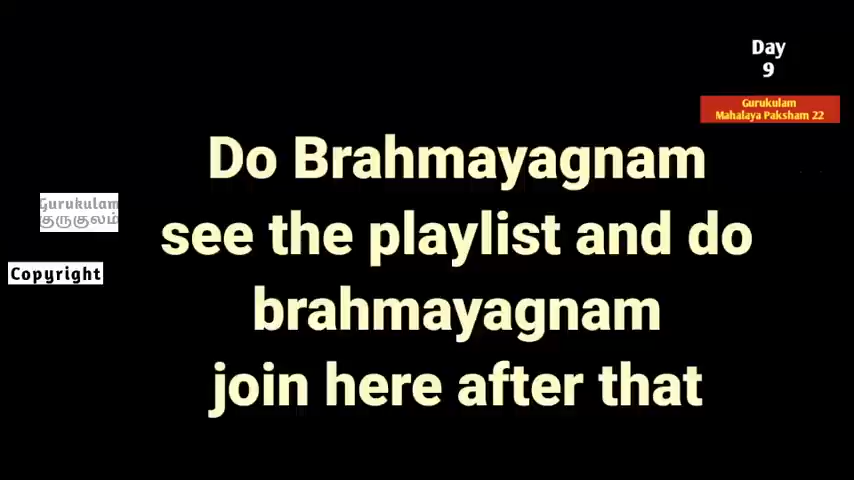 Day
9
Gurukulam
Mahalaya Paksham 22
Do Brahmayagnam
Gurukulam
குருகுலம்
see the playlist and do
Copyright
brahmayagnam
join here after that